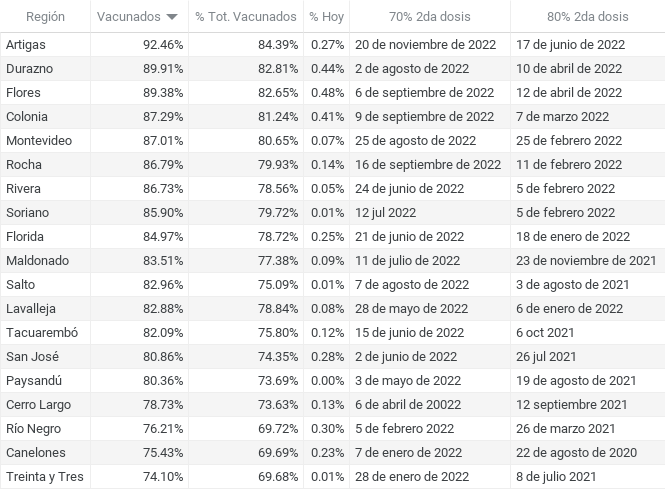 Región Vacunados % Tot. Vacunados % Hoy 70% 2da dosis 80% 2da dosis
Artigas 92.46% 84.39% 0.27% 20 de noviembre de 2022 17 de junio de 2022
Durazno 89.91% 82.81% 0.44% 2 de agosto de 2022 10 de abril de 2022
Flores 89.38% 82.65% 0.48% 6 de septiembre de 2022 12 de abril de 2022
Colonia 87.29% 81.24% 0.41% 9 de septiembre de 2022 7 de marzo 2022
Montevideo 87.01% 80.65% 0.07% 25 de agosto de 2022 25 de febrero 2022
Rocha 86.79% 79.93% 0.14% 16 de septiembre de 2022 11 de febrero 2022
Rivera 86.73% 78.56% 0.05% 24 de junio de 2022 5 de febrero 2022
Soriano 85.90% 79.72% 0.01% 12 jul 2022 5 de febrero 2022
Florida 84.97% 78.72% 0.25% 21 de junio de 2022 18 de enero de 2022
Maldonado 83.51% 77.38% 0.09% 11 de julio de 2022 23 de noviembre de 2021
Salto 82.96% 75.09% 0.01% 7 de agosto de 2022 3 de agosto de 2021
Lavalleja 82.88% 78.84% 0.08% 28 de mayo de 2022 6 de enero de 2022
Tacuarembó 82.09% 75.80% 0.12% 15 de junio de 2022 6 oct 2021
San José 80.86% 74.35% 0.28% 2 de junio de 2022 26 jul 2021
Paysandú 80.36% 73.69% 0.00% 3 de mayo de 2022 19 de agosto de 2021
Cerro Largo 78.73% 73.63% 0.13% 6 de abril de 20022 12 septiembre 2021
Río Negro 76.21% 69.72% 0.30% 5 de febrero 2022 26 de marzo 2021
Canelones 75.43% 69.69% 0.23% 7 de enero de 2022 22 de agosto de 2020
Treinta y Tres 74.10% 69.68% 0.01% 28 de enero de 2022 8 de julio 2021